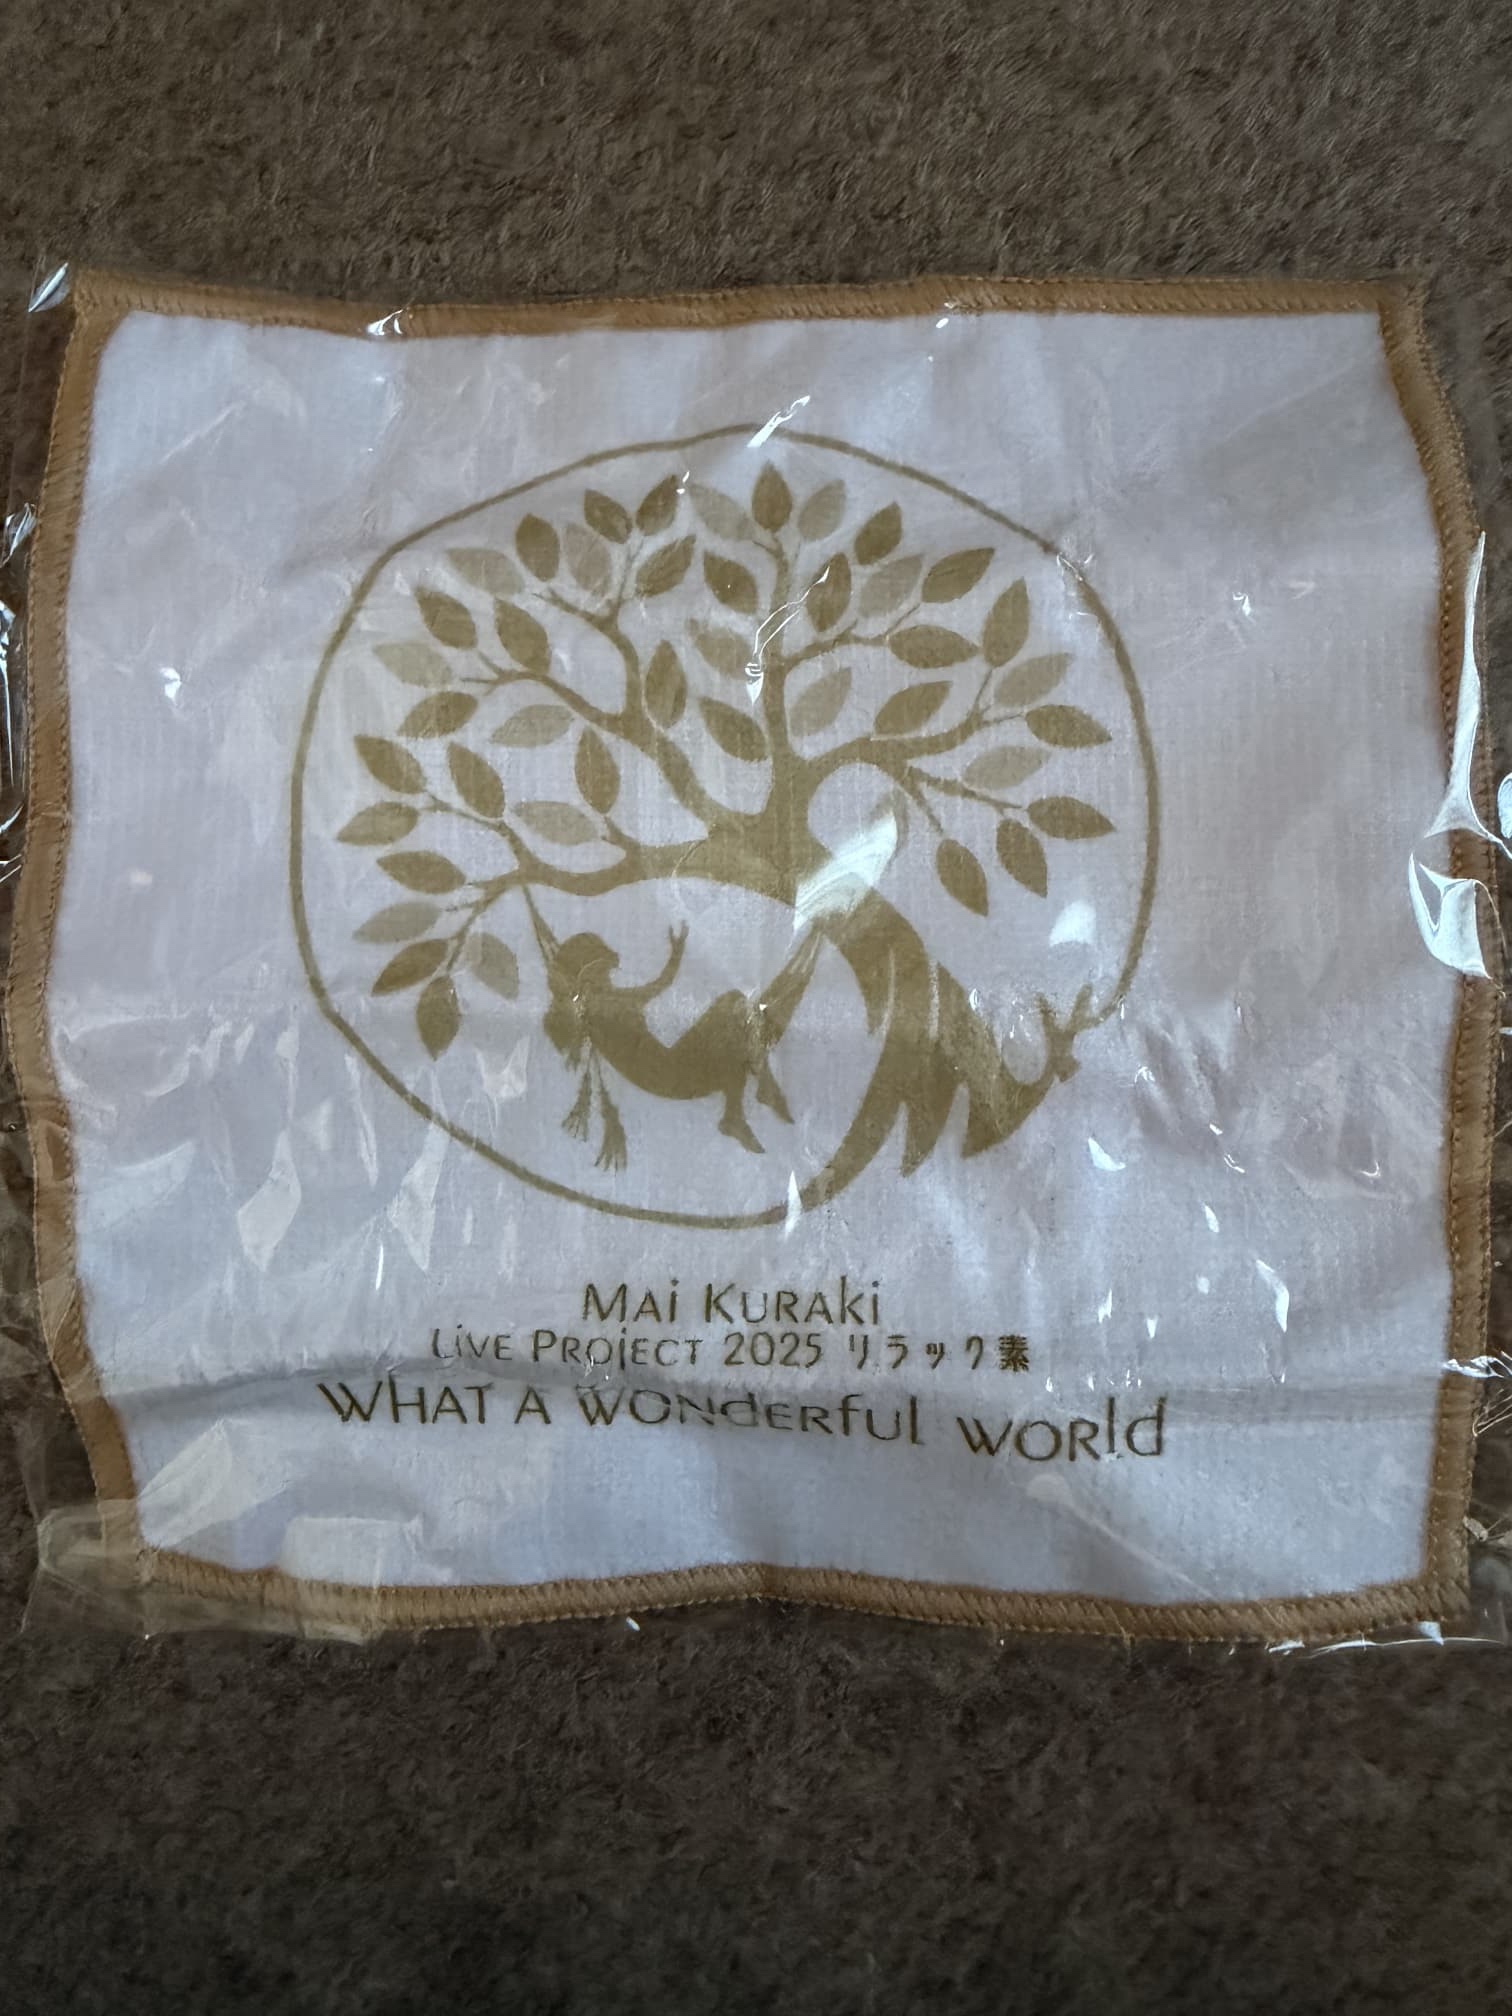 Mai Kuraki
Live Project 2025 リラック素
What a Wonderful World